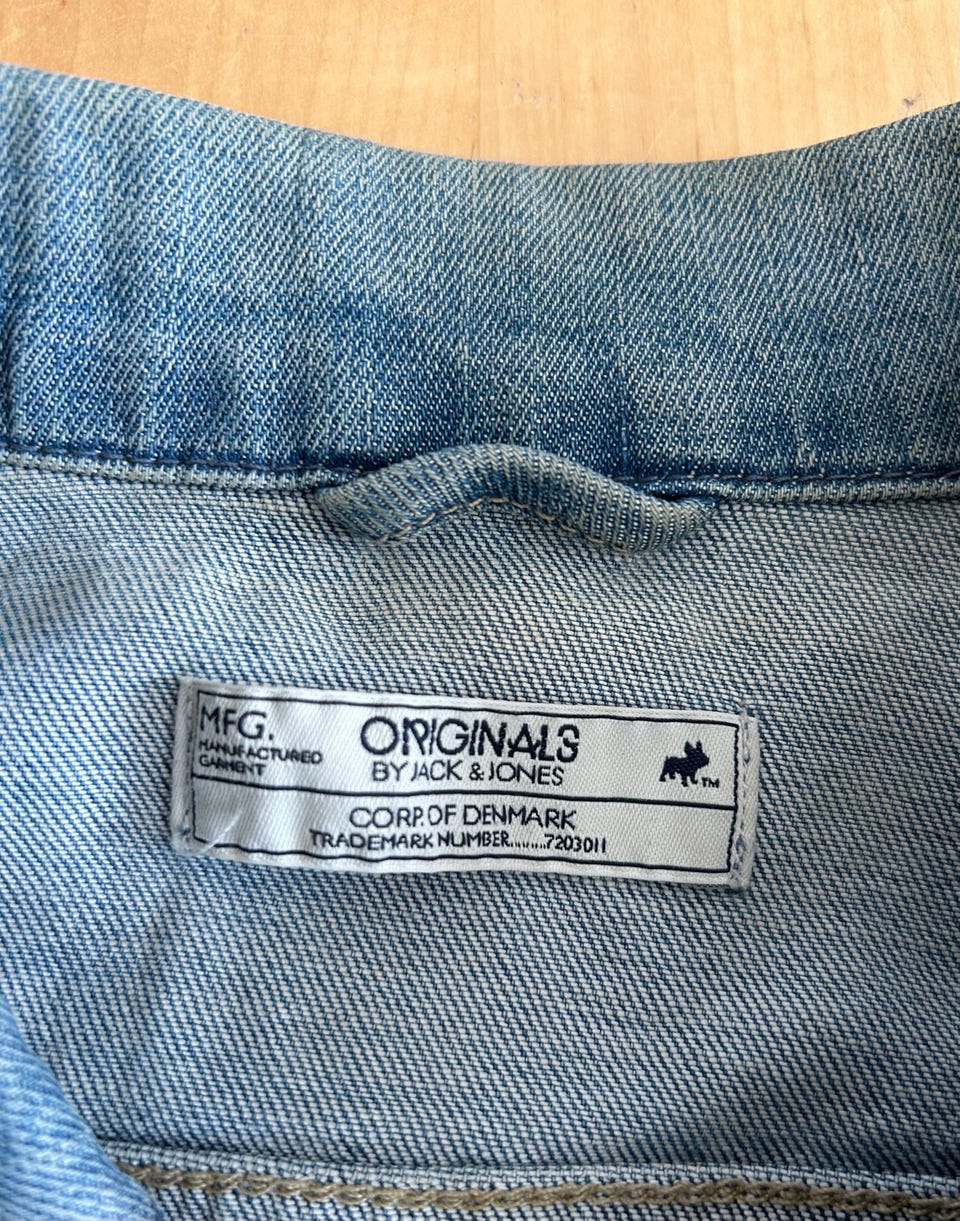 MFG.
MANUFACTURED
GARMENT
ORIGINALS
BY JACK & JONES
TM
CORP. OF DENMARK
TRADEMARK NUMBER.........7203011